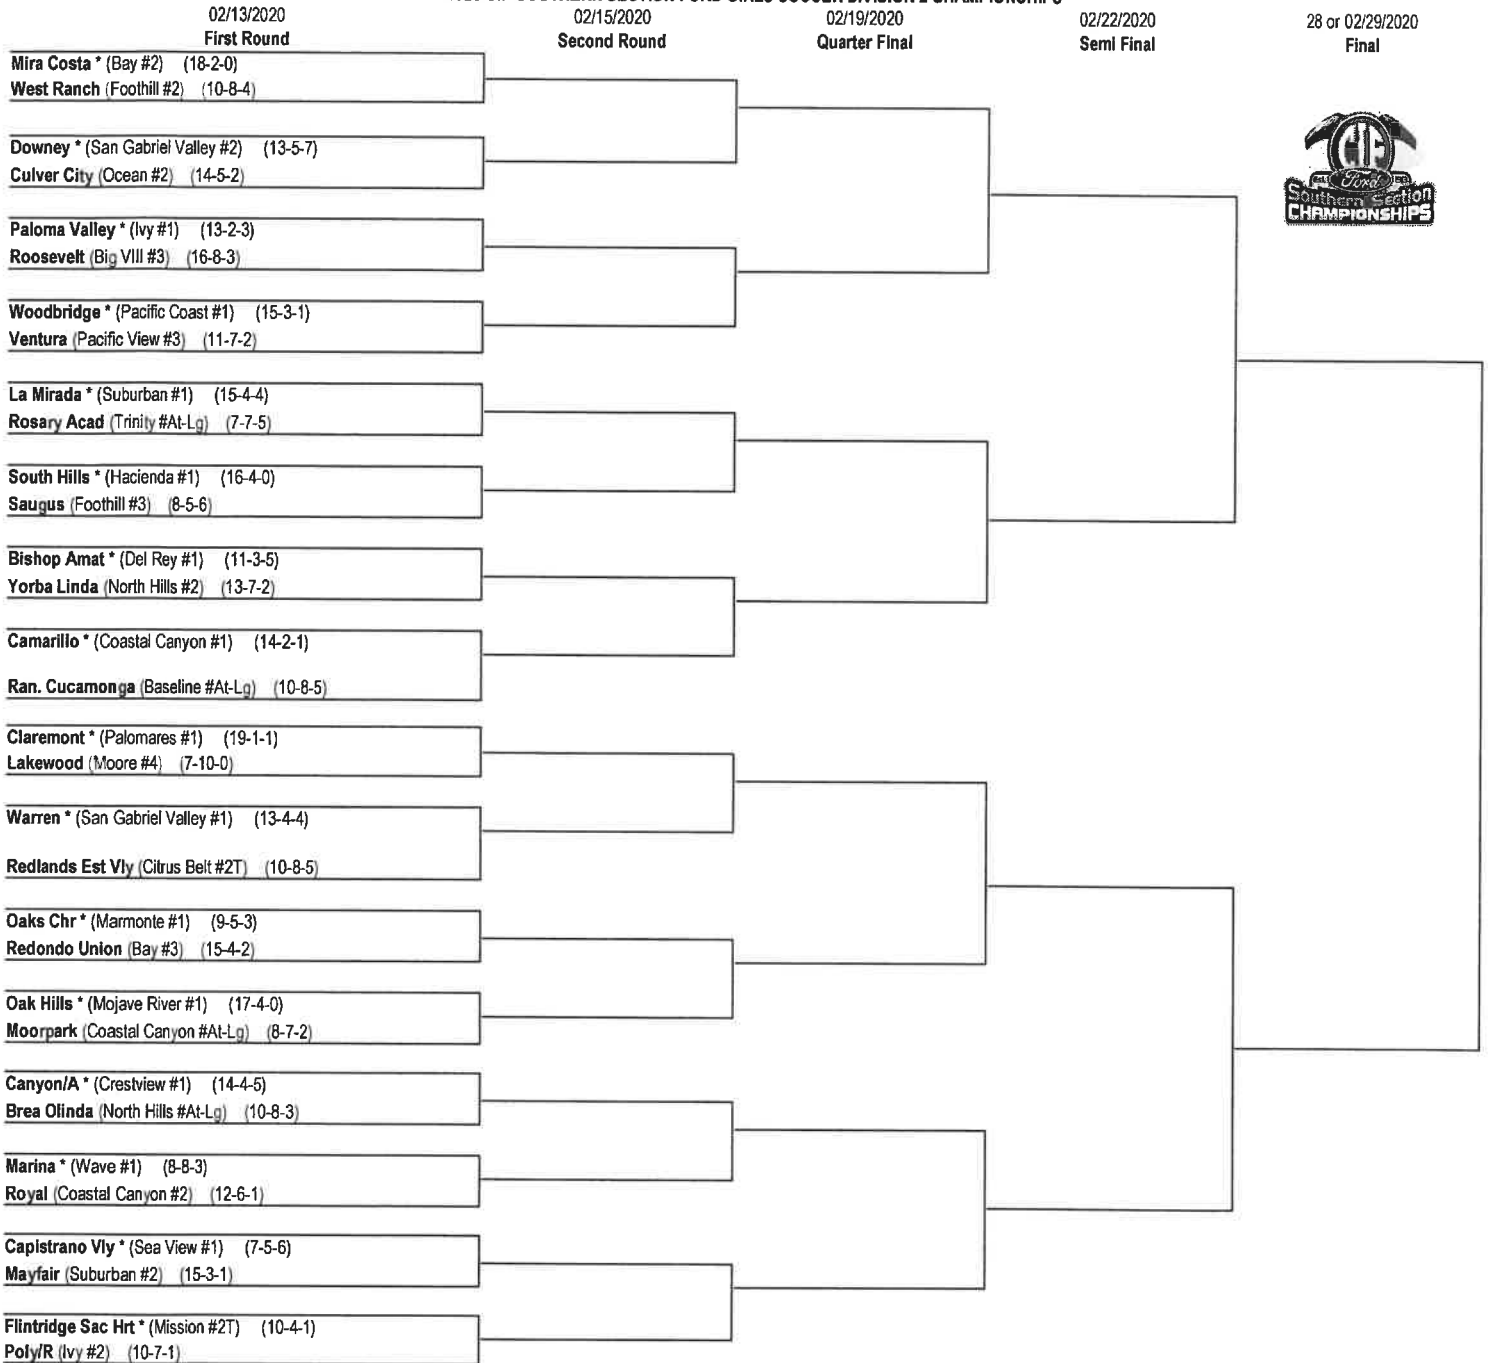 02/13/2020
First Round
02/15/2020
Second Round
02/19/2020
Quarter Final
02/22/2020
Semi Final
28 or 02/29/2020
Final
Mira Costa * (Bay #2) (18-2-0)
West Ranch (Foothill #2) (10-8-4)
Downey * (San Gabriel Valley #2) (13-5-7)
Culver City (Ocean #2) (14-5-2)
Paloma Valley * (Ivy #1) (13-2-3)
Roosevelt (Big VIII #3) (16-8-3)
Woodbridge * (Pacific Coast #1) (15-3-1)
Ventura (Pacific View #3) (11-7-2)
La Mirada * (Suburban #1) (15-4-4)
Rosary Acad (Trinity #At-Lg) (7-7-5)
South Hills * (Hacienda #1) (16-4-0)
Saugus (Foothill #3) (8-5-6)
Bishop Amat * (Del Rey #1) (11-3-5)
Yorba Linda (North Hills #2) (13-7-2)
Camarillo * (Coastal Canyon #1) (14-2-1)
Ran. Cucamonga (Baseline #At-Lg) (10-8-5)
Claremont * (Palomares #1) (19-1-1)
Lakewood (Moore #4) (7-10-0)
Warren * (San Gabriel Valley #1) (13-4-4)
Redlands Est Vly (Citrus Belt #2T) (10-8-5)
Oaks Chr * (Marmonte #1) (9-5-3)
Redondo Union (Bay #3) (15-4-2)
Oak Hills * (Mojave River #1) (17-4-0)
Moorpark (Coastal Canyon #At-Lg) (8-7-2)
Canyon/A * (Crestview #1) (14-4-5)
Brea Olinda (North Hills #At-Lg) (10-8-3)
Marina * (Wave #1) (8-8-3)
Royal (Coastal Canyon #2) (12-6-1)
Capistrano Vly * (Sea View #1) (7-5-6)
Mayfair (Suburban #2) (15-3-1)
Flintridge Sac Hrt * (Mission #2T) (10-4-1)
Poly/R (Ivy #2) (10-7-1)
CIF
Ford
Southern Section
CHAMPIONSHIPS